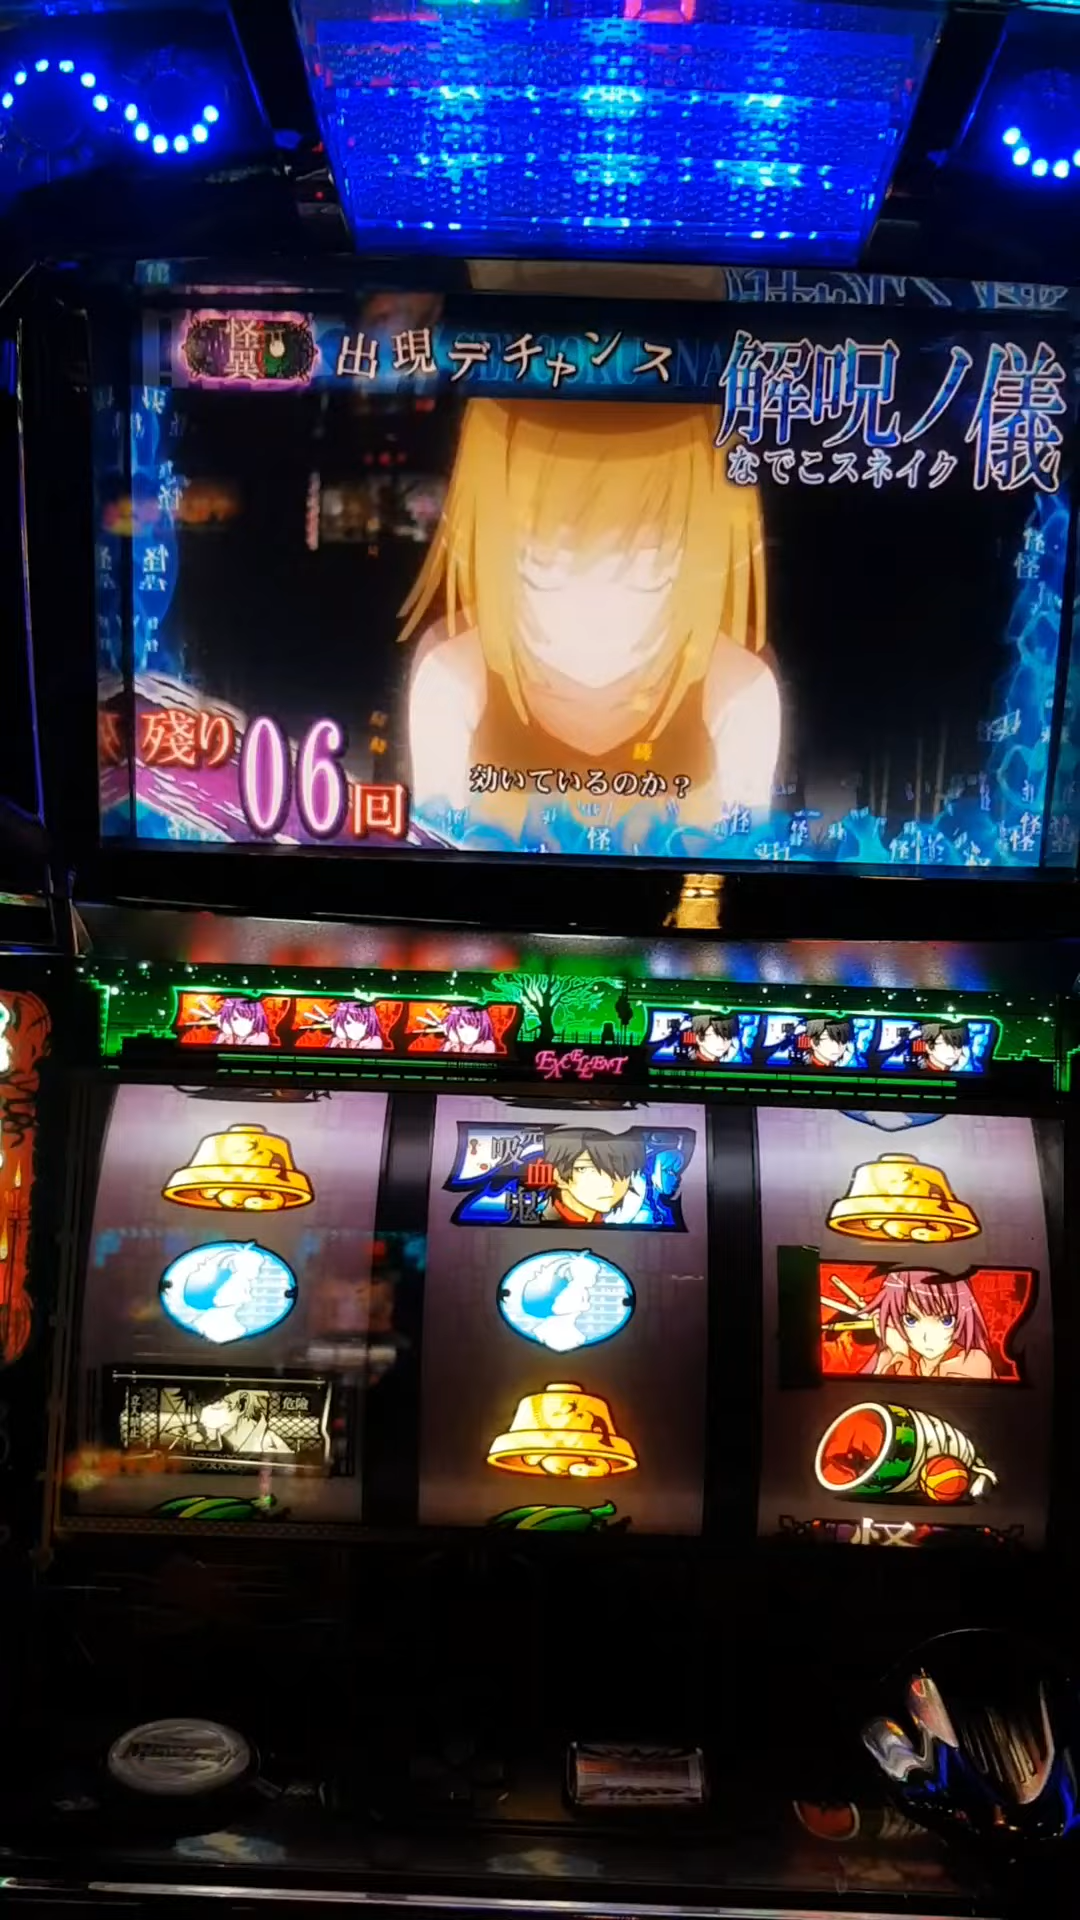 怪異 出現デチャンス
解呪ノ儀
なでこスネイク
残り06回
効いているのか？
EXCELLENT
吸血鬼
危険
怪